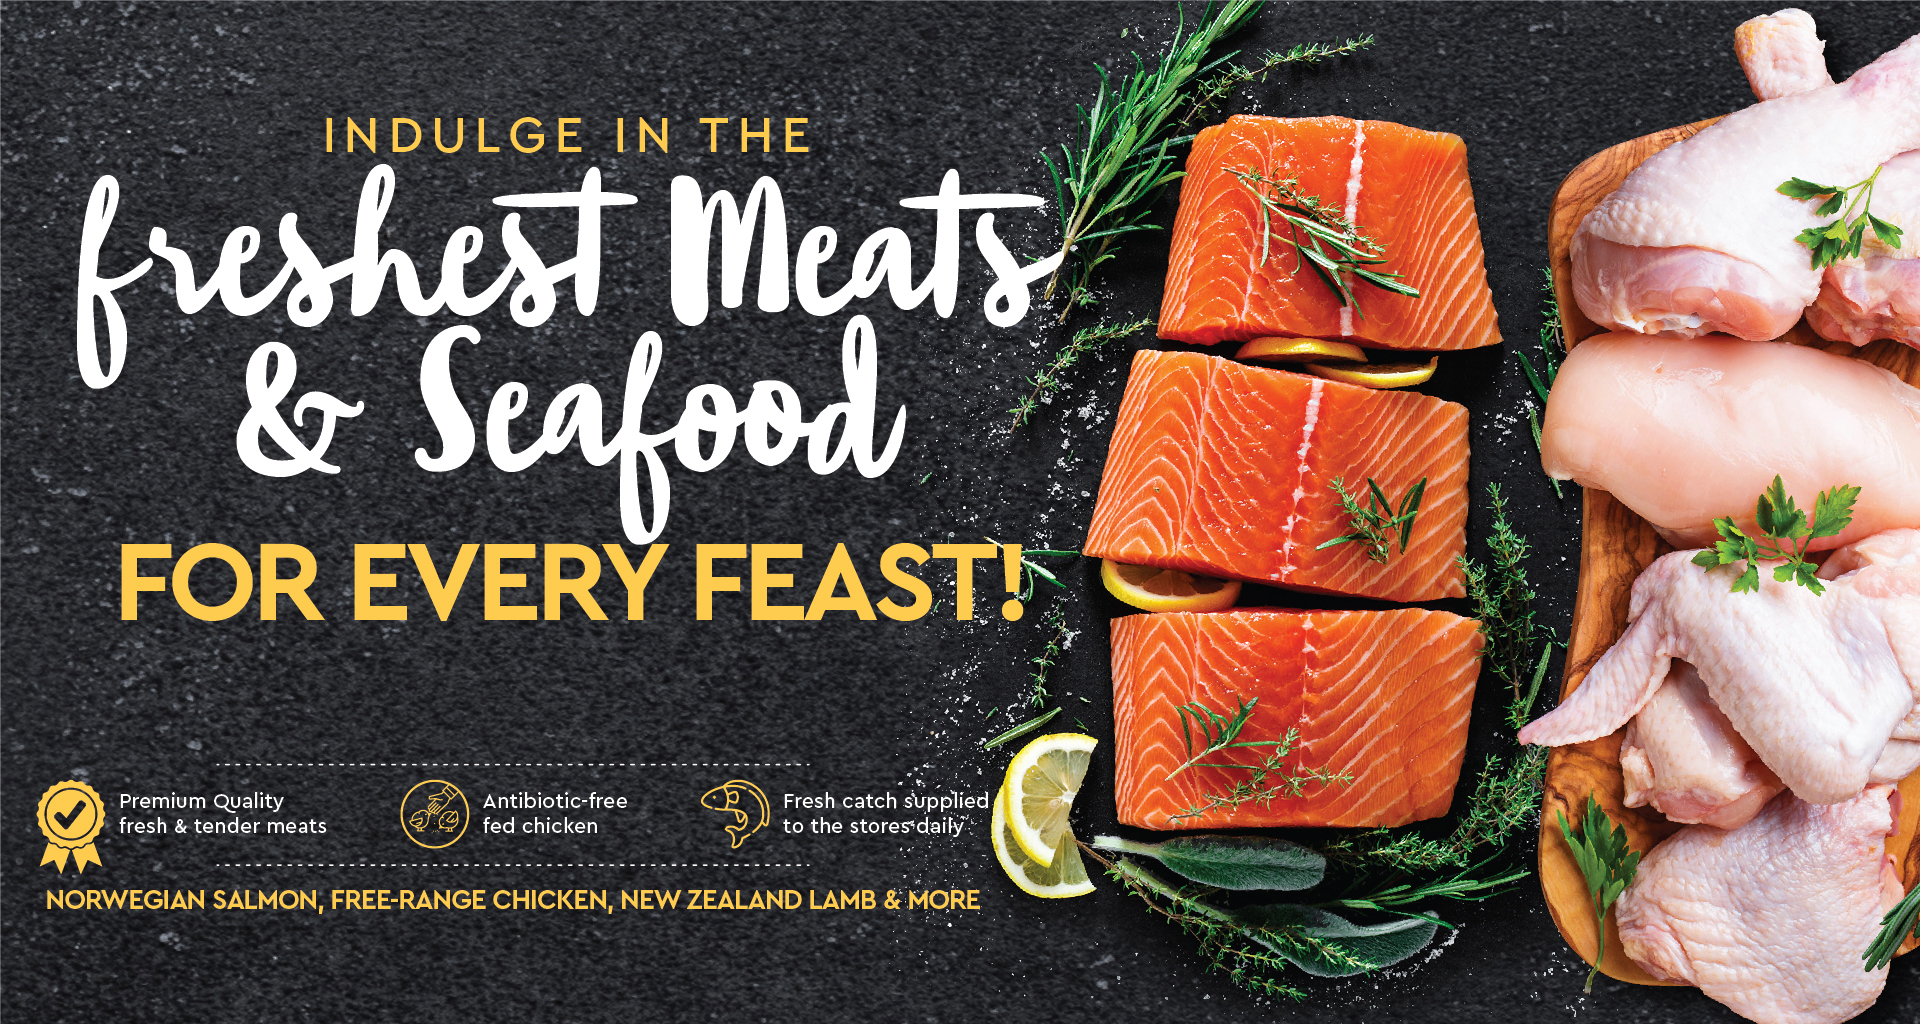 INDULGE IN THE
freshest Meats
& Seafood
FOR EVERY FEAST!
Premium Quality
fresh & tender meats
Antibiotic-free
fed chicken
Fresh catch supplied
to the stores daily
NORWEGIAN SALMON, FREE-RANGE CHICKEN, NEW ZEALAND LAMB & MORE